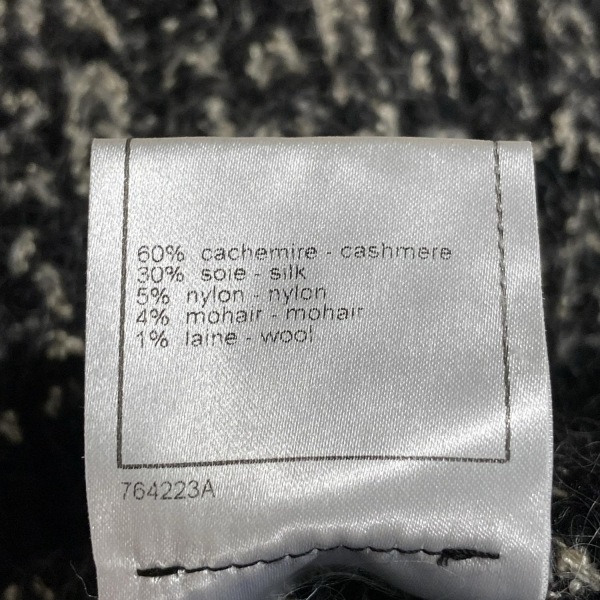 60% cachemire - cashmere
30% soie - silk
5% nylon - nylon
4% mohair - mohair
1% laine - wool
764223A